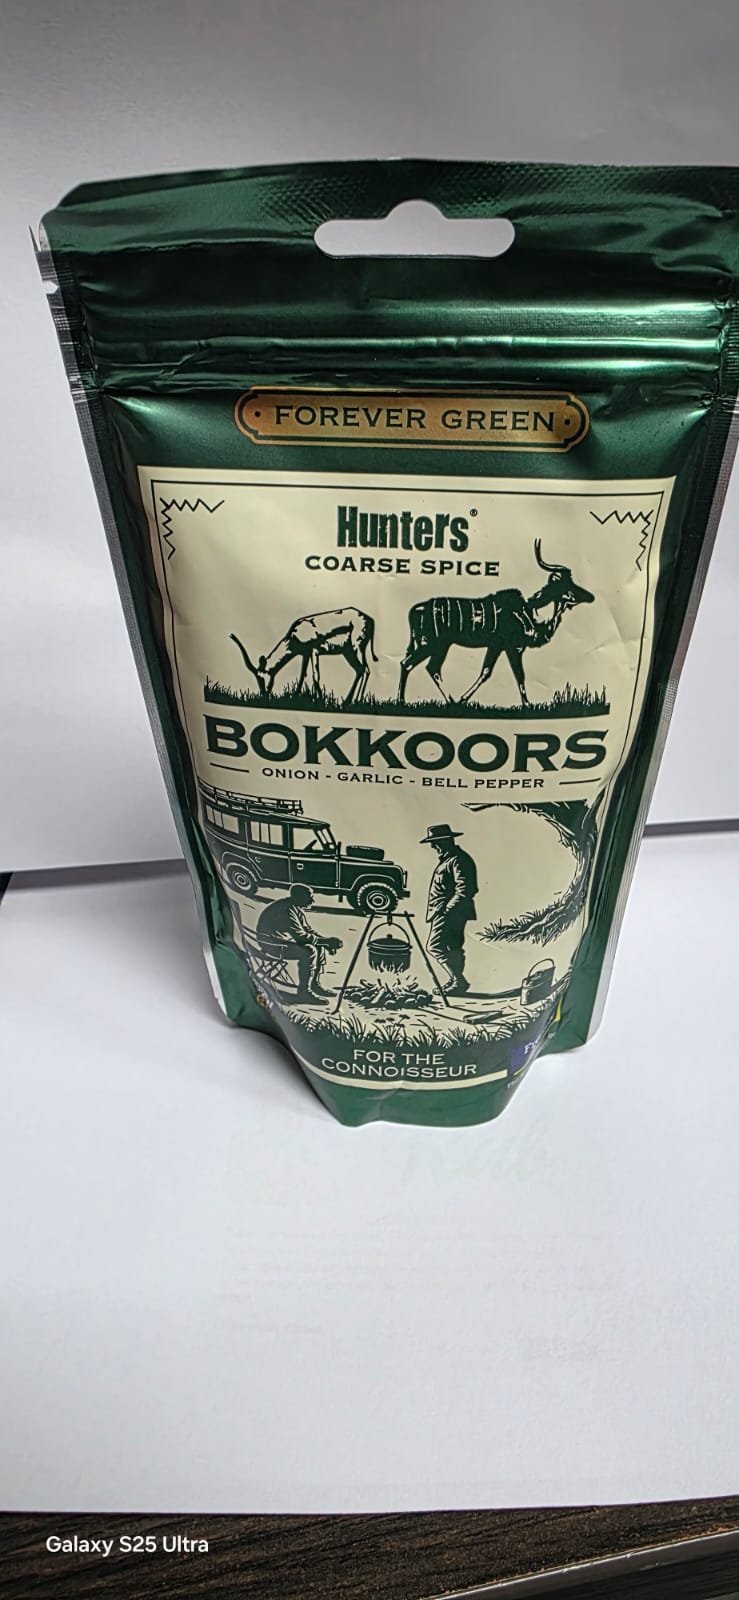 FOREVER GREEN
Hunters®
COARSE SPICE
BOKKOORS
ONION - GARLIC - BELL PEPPER
FOR THE
CONNOISSEUR
Galaxy S25 Ultra